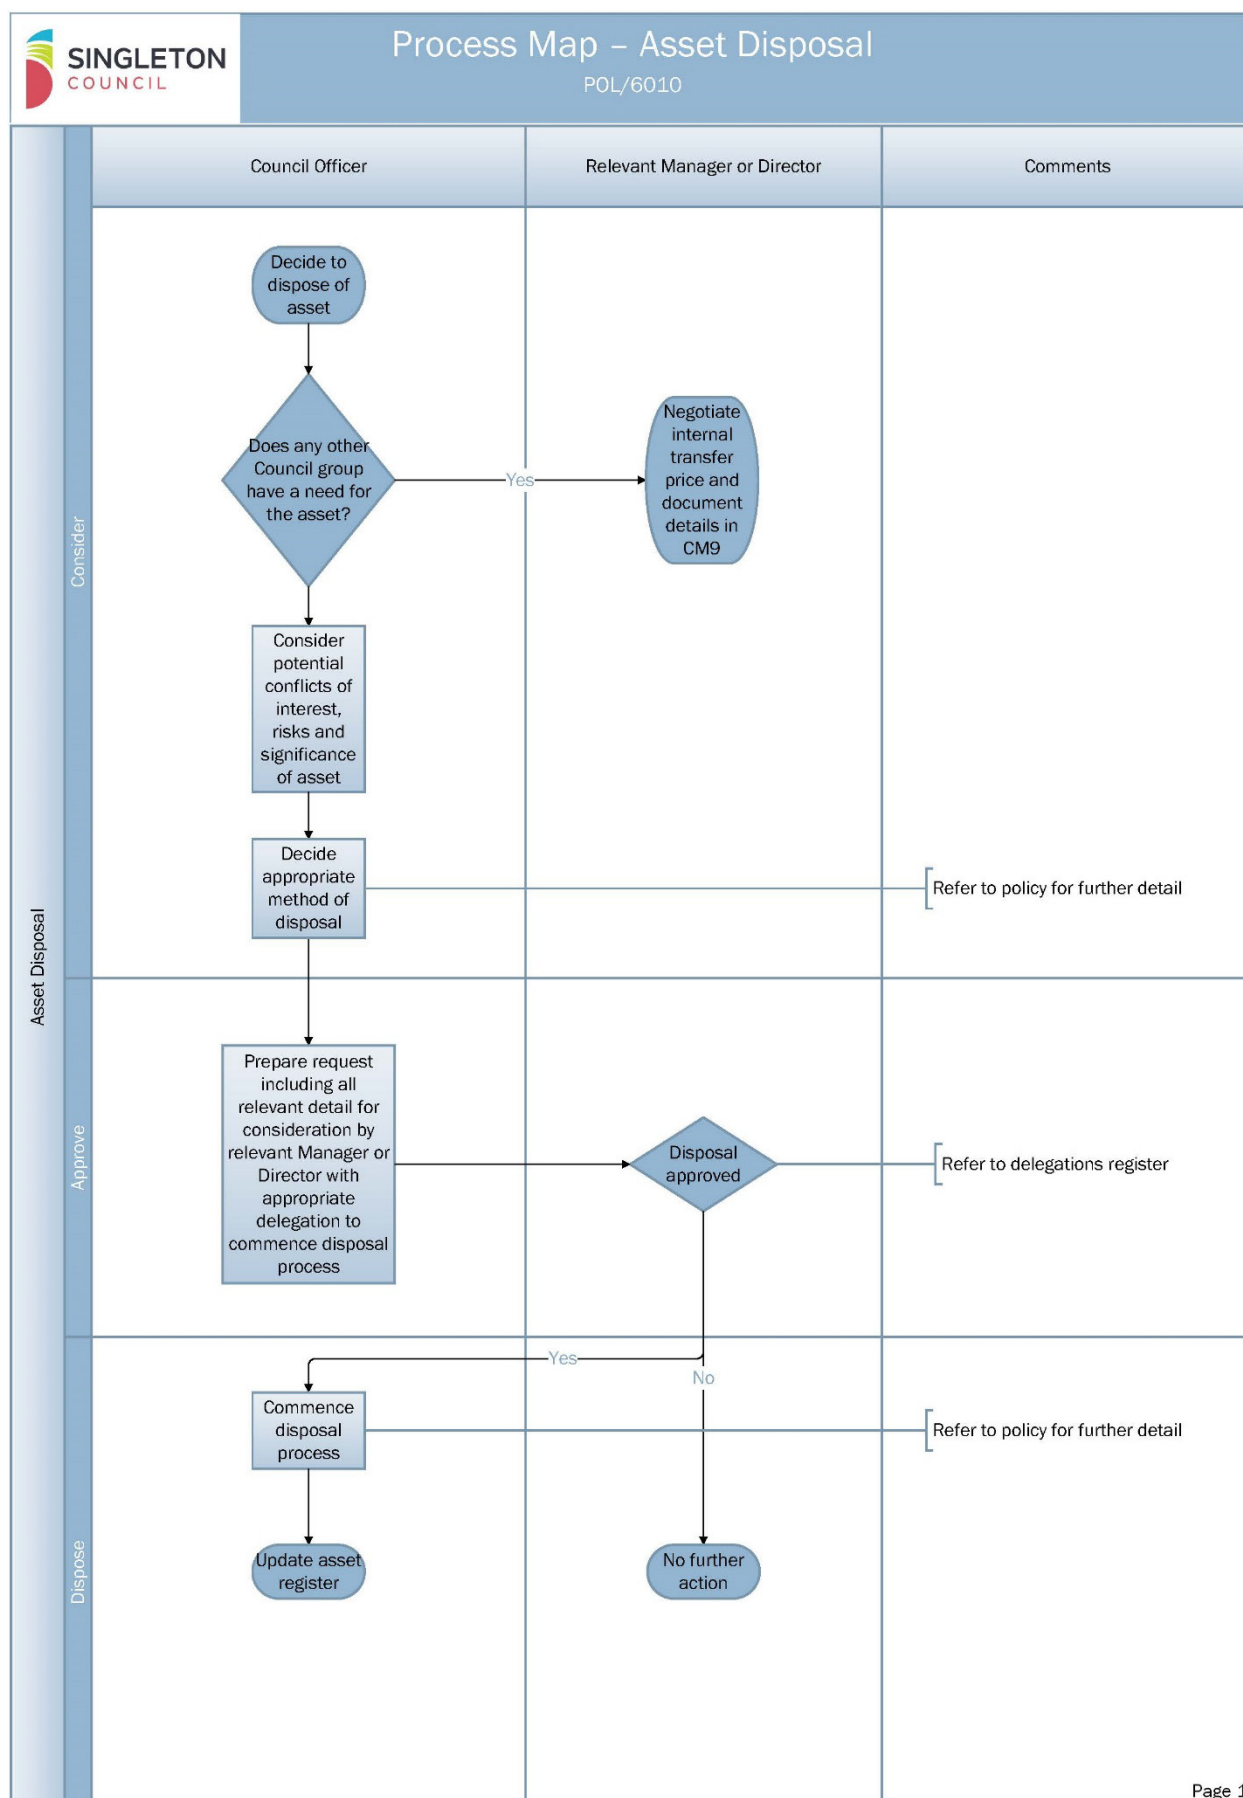 SINGLETON
COUNCIL
Process Map – Asset Disposal
POL/6010
Council Officer
Relevant Manager or Director
Comments
Asset Disposal
Consider
Decide to
dispose of
asset
Does any other
Council group
have a need for
the asset?
Yes
Negotiate
internal
transfer
price and
document
details in
CM9
Consider
potential
conflicts of
interest,
risks and
significance
of asset
Decide
appropriate
method of
disposal
Refer to policy for further detail
Approve
Prepare request
including all
relevant detail for
consideration by
relevant Manager or
Director with
appropriate
delegation to
commence disposal
process
Disposal
approved
Refer to delegations register
Dispose
Yes
No
Commence
disposal
process
Refer to policy for further detail
Update asset
register
No further
action
Page 1